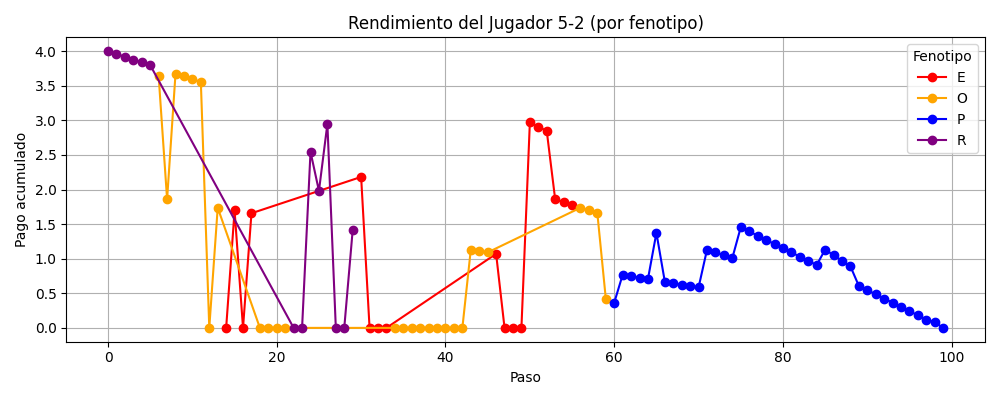 Rendimiento del Jugador 5-2 (por fenotipo)
Pago acumulado
4.0
3.5
3.0
2.5
2.0
1.5
1.0
0.5
0.0
Fenotipo
E
O
P
R
0 20 40 60 80 100
Paso